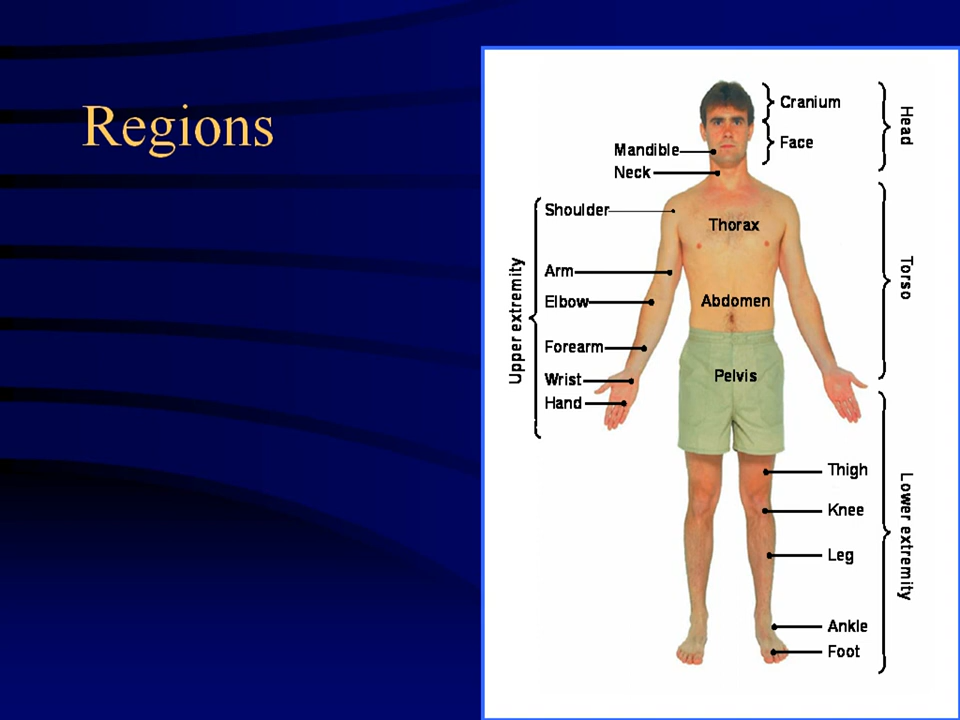 Regions
Cranium
Head
Face
Mandible
Neck
Shoulder
Thorax
Torso
Upper extremity
Arm
Elbow
Abdomen
Forearm
Pelvis
Wrist
Hand
Thigh
Knee
Lower extremity
Leg
Ankle
Foot